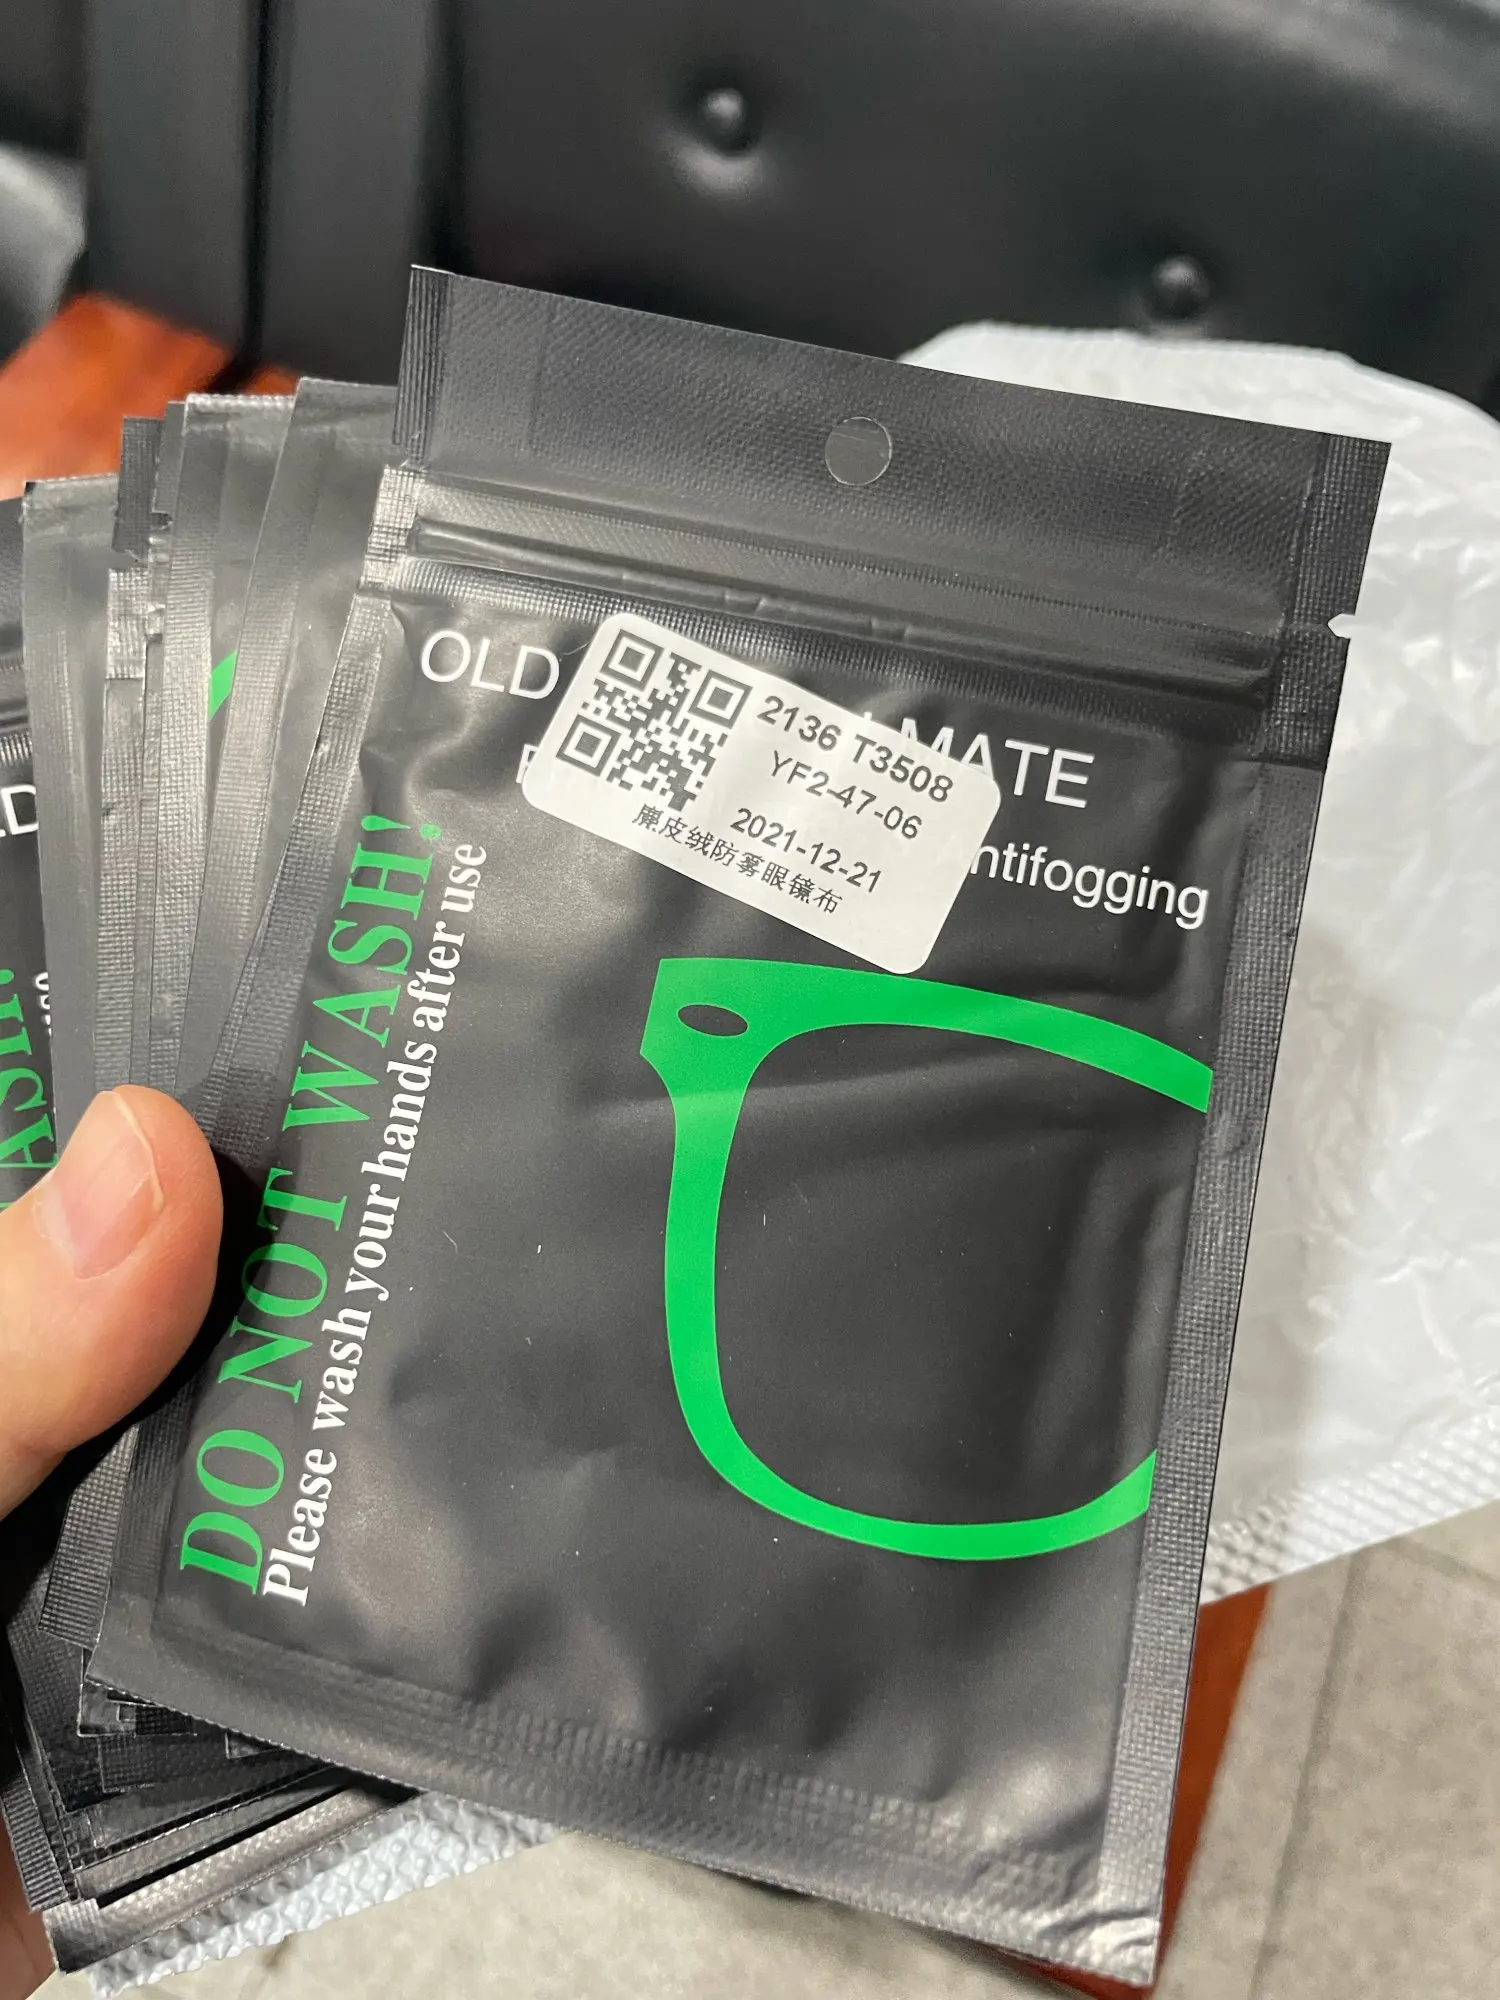 OLD MATE
ntifogging
2136 T3508
YF2-47-06
2021-12-21
麂皮绒防雾眼镜布
DO NOT WASH!
Please wash your hands after use